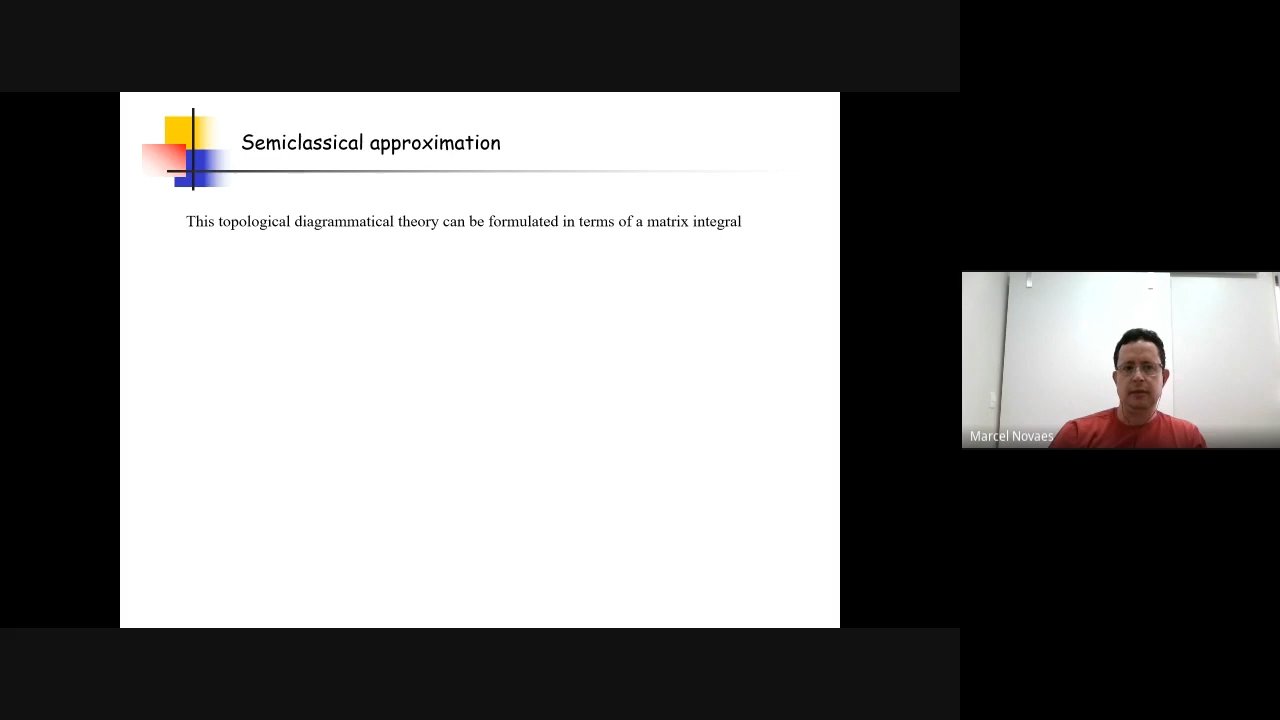 Semiclassical approximation
This topological diagrammatical theory can be formulated in terms of a matrix integral
Marcel Novaes